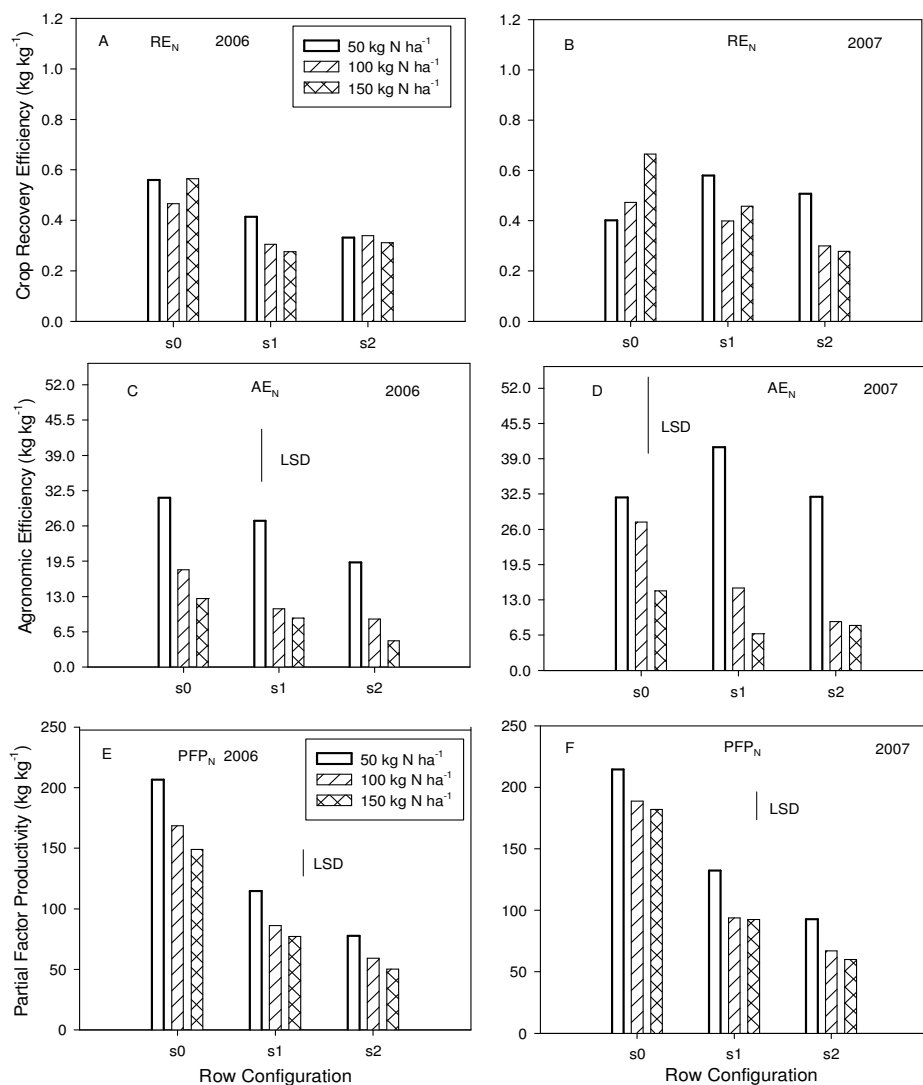 A RE_N 2006
50 kg N ha⁻¹
100 kg N ha⁻¹
150 kg N ha⁻¹
Crop Recovery Efficiency (kg kg⁻¹)
1.2
1.0
0.8
0.6
0.4
0.2
0.0
s0 s1 s2
B RE_N 2007
1.2
1.0
0.8
0.6
0.4
0.2
0.0
s0 s1 s2
C AE_N 2006
LSD
Agronomic Efficiency (kg kg⁻¹)
52.0
45.5
39.0
32.5
26.0
19.5
13.0
6.5
0.0
s0 s1 s2
D AE_N 2007
LSD
52.0
45.5
39.0
32.5
26.0
19.5
13.0
6.5
0.0
s0 s1 s2
E PFP_N 2006
50 kg N ha⁻¹
100 kg N ha⁻¹
150 kg N ha⁻¹
LSD
Partial Factor Productivity (kg kg⁻¹)
250
200
150
100
50
0
s0 s1 s2
Row Configuration
F PFP_N 2007
LSD
250
200
150
100
50
0
s0 s1 s2
Row Configuration